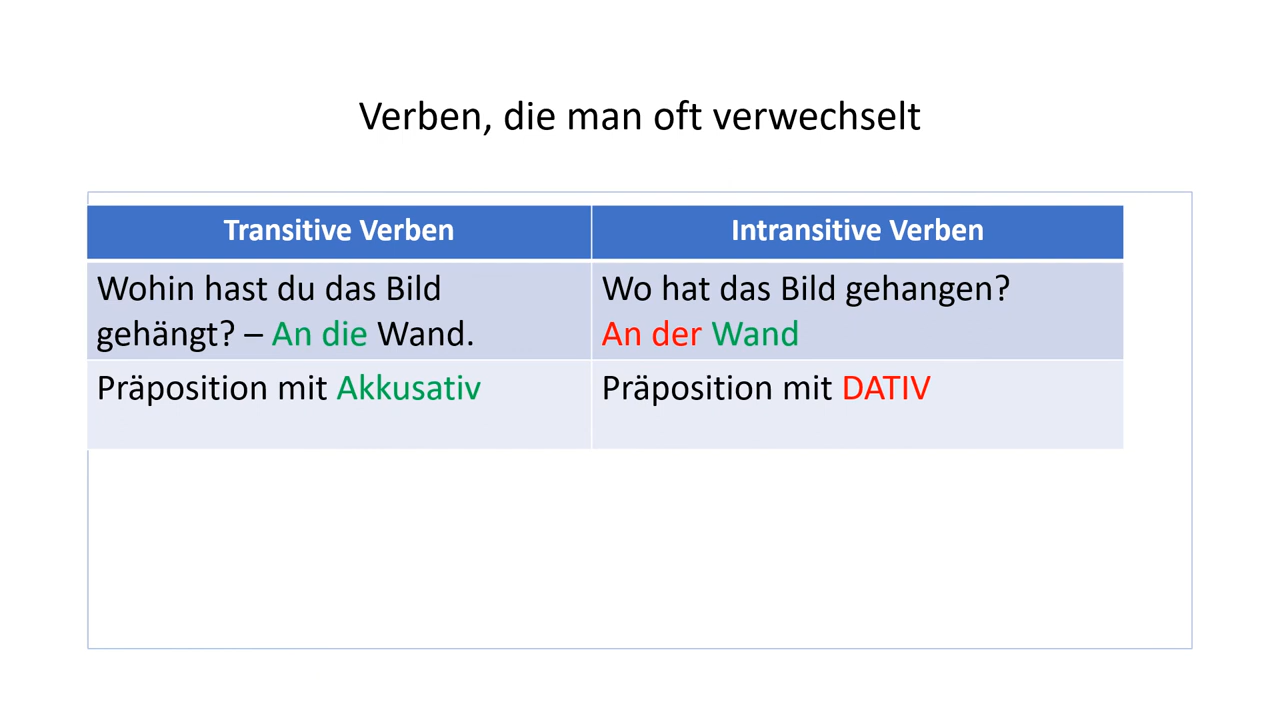 Verben, die man oft verwechselt
Transitive Verben
Intransitive Verben
Wohin hast du das Bild
gehängt? – An die Wand.
Wo hat das Bild gehangen?
An der Wand
Präposition mit Akkusativ
Präposition mit DATIV